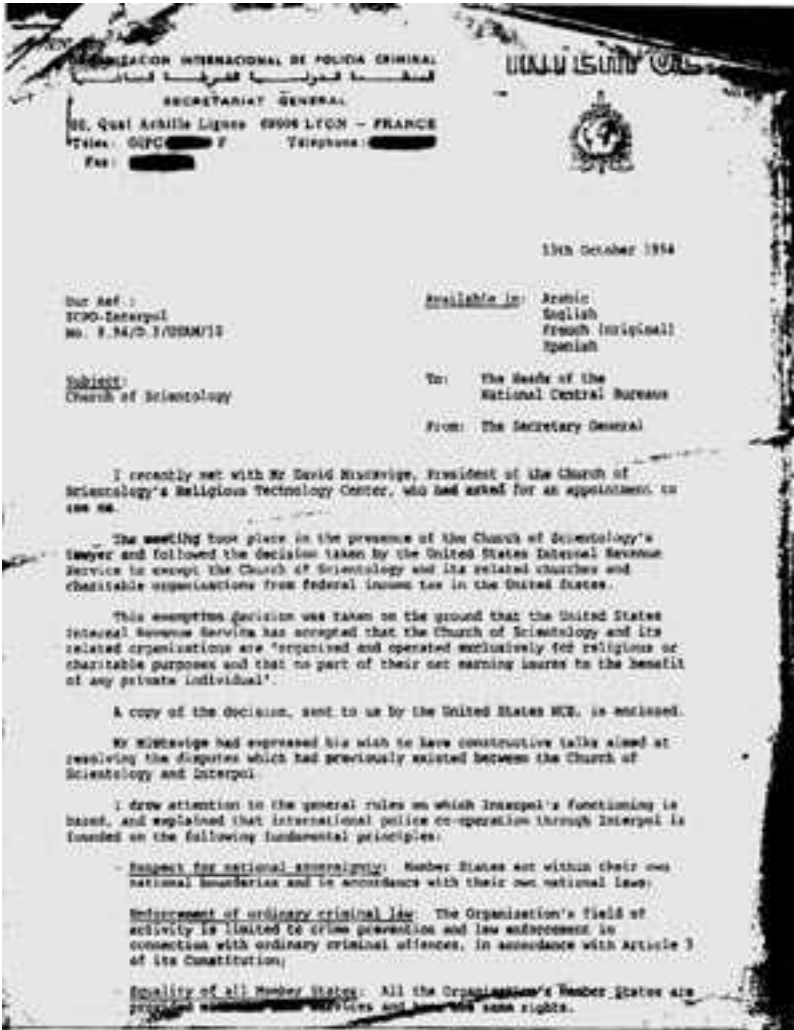 ORGANIZACION INTERNACIONAL DE POLICIA CRIMINAL
SECRETARIAT GENERAL
Quai Achille Lignon 69006 LYON - FRANCE
Telex: F Telephone:
Fax:
13th October 1994
Our Ref.:
ICPO-Interpol
No.
Available in: Arabic
English
French (original)
Spanish
Subject:
Church of Scientology
To: The Heads of the
National Central Bureaus
From: The Secretary General
I recently met with Mr David Miscavige, President of the Church of
Scientology's Religious Technology Center, who had asked for an appointment to
see me.
The meeting took place in the presence of the Church of Scientology's
lawyer and followed the decision taken by the United States Internal Revenue
Service to exempt the Church of Scientology and its related churches and
charitable organisations from federal income tax in the United States.
This exemption decision was taken on the ground that the United States
Internal Revenue Service has accepted that the Church of Scientology and its
related organizations are "organised and operated exclusively for religious or
charitable purposes and that no part of their net earning inures to the benefit
of any private individual".
A copy of the decision, sent to us by the United States NCB, is enclosed.
Mr Miscavige had expressed his wish to have constructive talks aimed at
resolving the disputes which had previously existed between the Church of
Scientology and Interpol.
I drew attention to the general rules on which Interpol's functioning is
based, and explained that international police co-operation through Interpol is
founded on the following fundamental principles:
- Respect for national sovereignty: Member States act within their own
national boundaries and in accordance with their own national laws;
Enforcement of ordinary criminal law: The Organization's field of
activity is limited to crime prevention and law enforcement in
connection with ordinary criminal offences, in accordance with Article 3
of its Constitution;
- Equality of all Member States: All the Organization's Member States are
services and same rights.